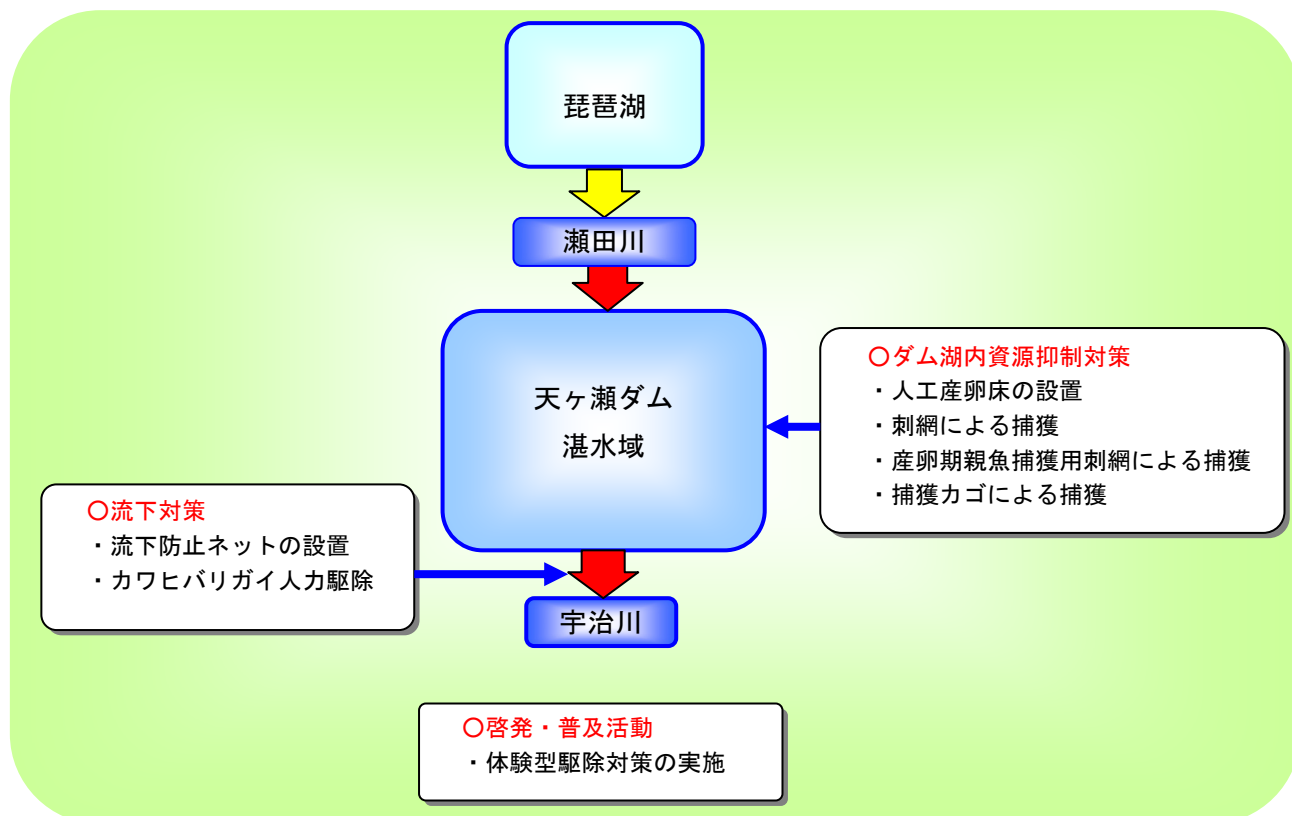 琵琶湖
瀬田川
天ヶ瀬ダム
湛水域
〇ダム湖内資源抑制対策
・人工産卵床の設置
・刺網による捕獲
・産卵期親魚捕獲用刺網による捕獲
・捕獲カゴによる捕獲
〇流下対策
・流下防止ネットの設置
・カワヒバリガイ人力駆除
宇治川
〇啓発・普及活動
・体験型駆除対策の実施